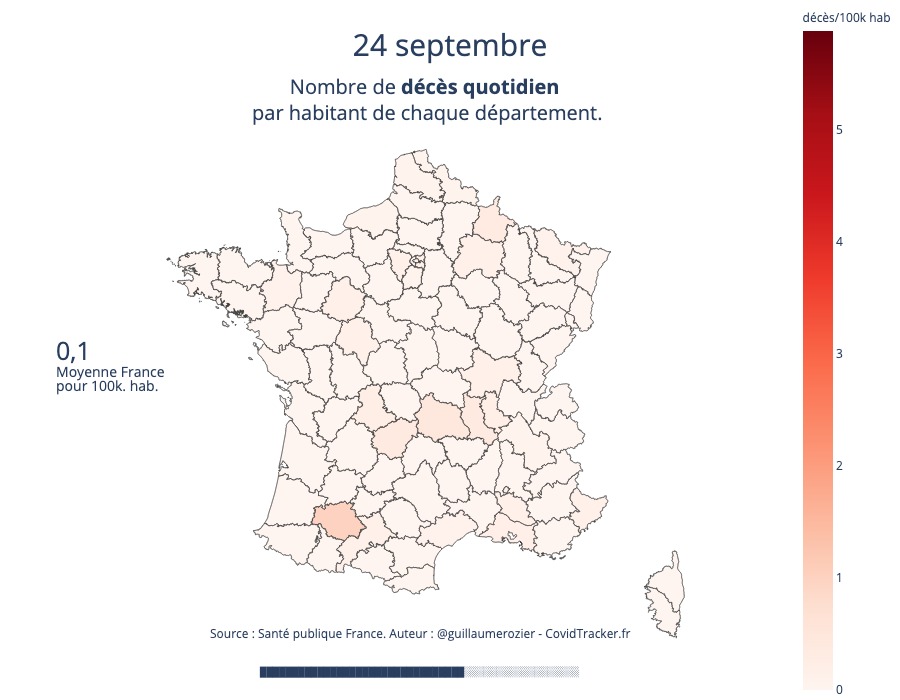 décès/100k hab
24 septembre
Nombre de décès quotidien
par habitant de chaque département.
5
4
3
2
1
0
0,1
Moyenne France
pour 100k. hab.
Source : Santé publique France. Auteur : @guillaumerozier - CovidTracker.fr